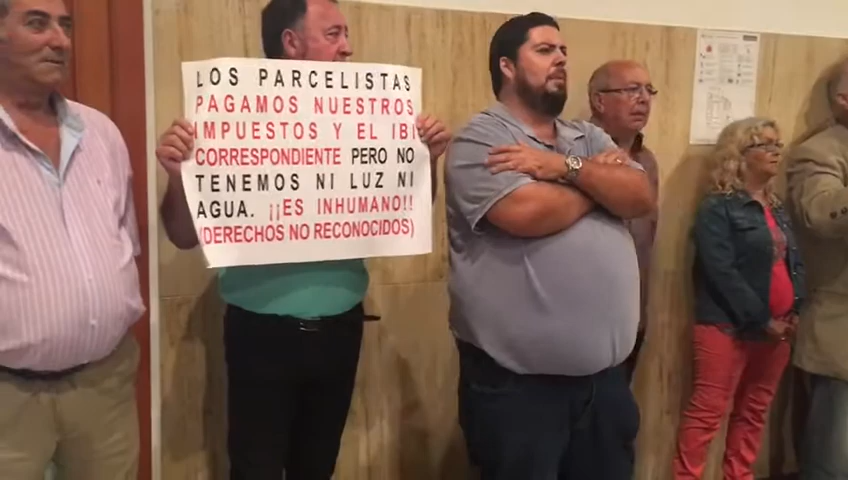 LOS PARCELISTAS
PAGAMOS NUESTROS
IMPUESTOS Y EL IBI
CORRESPONDIENTE PERO NO
TENEMOS NI LUZ NI
AGUA. ¡¡ES INHUMANO!!
(DERECHOS NO RECONOCIDOS)